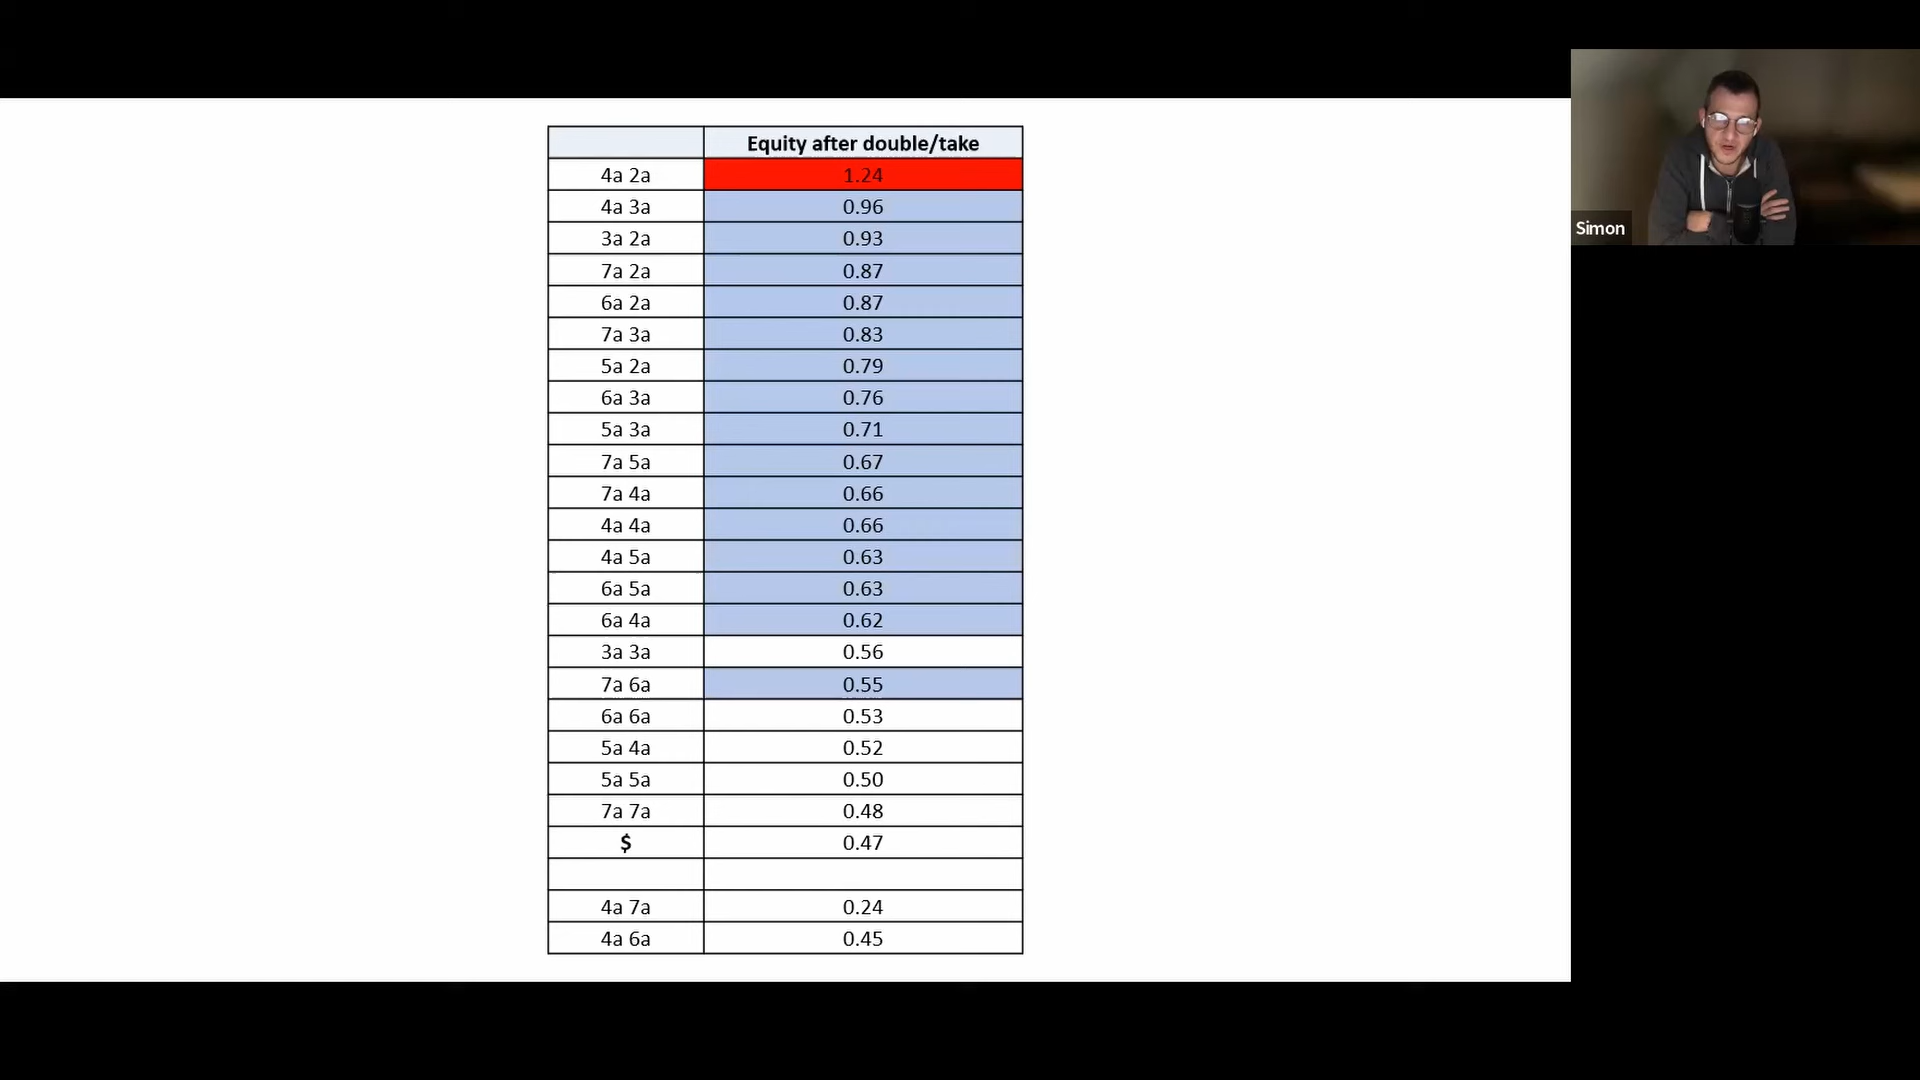 Equity after double/take
4a 2a 1.24
4a 3a 0.96
3a 2a 0.93
7a 2a 0.87
6a 2a 0.87
7a 3a 0.83
5a 2a 0.79
6a 3a 0.76
5a 3a 0.71
7a 5a 0.67
7a 4a 0.66
4a 4a 0.66
4a 5a 0.63
6a 5a 0.63
6a 4a 0.62
3a 3a 0.56
7a 6a 0.55
6a 6a 0.53
5a 4a 0.52
5a 5a 0.50
7a 7a 0.48
$ 0.47
4a 7a 0.24
4a 6a 0.45
Simon